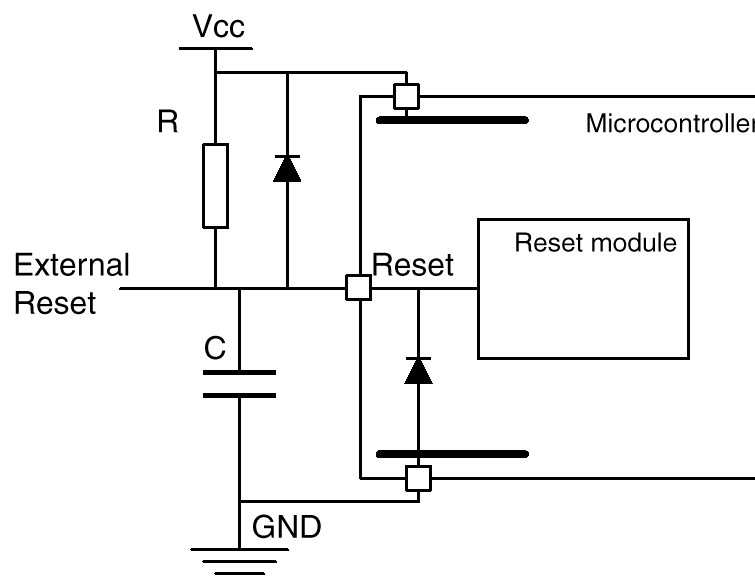 Vcc
R
Microcontroller
Reset module
External
Reset
Reset
C
GND